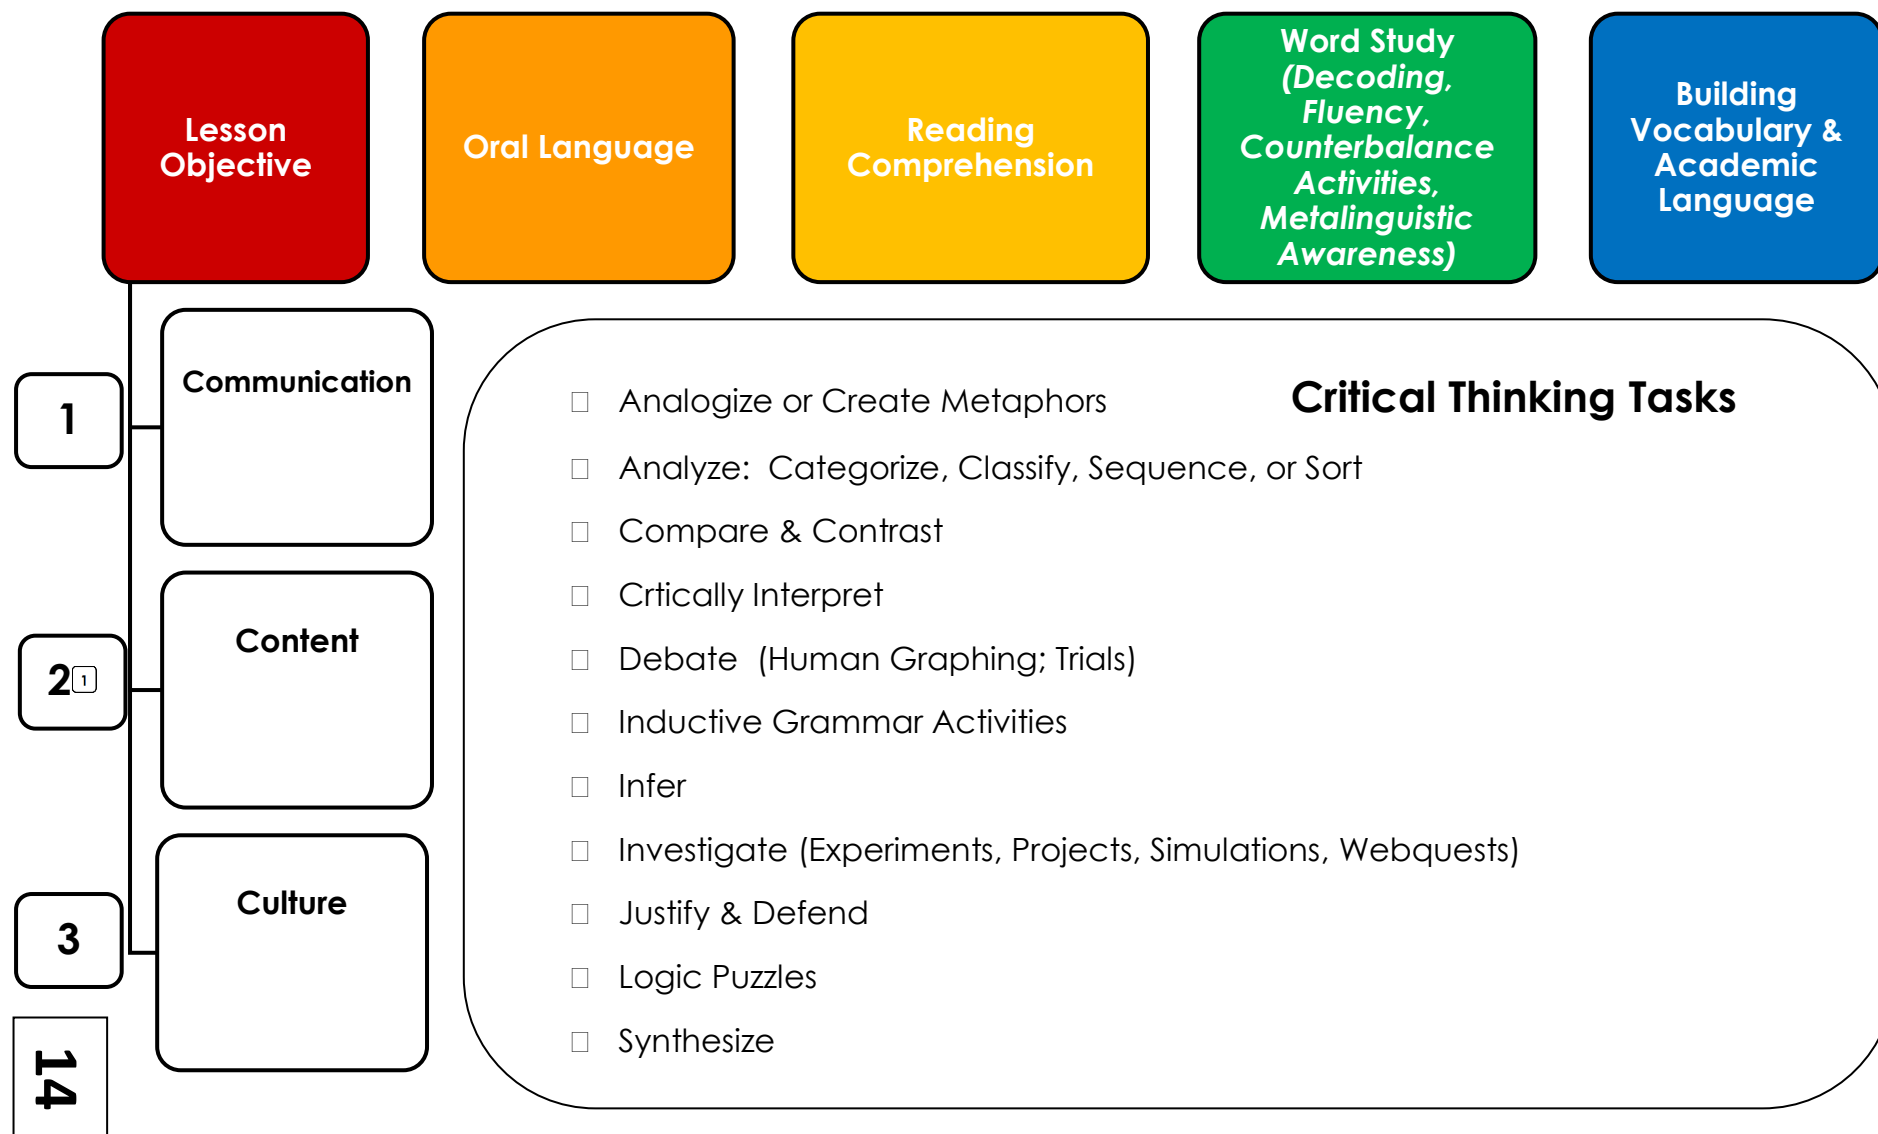 Lesson
Objective
Oral Language
Reading
Comprehension
Word Study
(Decoding,
Fluency,
Counterbalance
Activities,
Metalinguistic
Awareness)
Building
Vocabulary &
Academic
Language
1
Communication
2 1
Content
3
Culture
14
Critical Thinking Tasks
Analogize or Create Metaphors
Analyze: Categorize, Classify, Sequence, or Sort
Compare & Contrast
Crtically Interpret
Debate (Human Graphing; Trials)
Inductive Grammar Activities
Infer
Investigate (Experiments, Projects, Simulations, Webquests)
Justify & Defend
Logic Puzzles
Synthesize